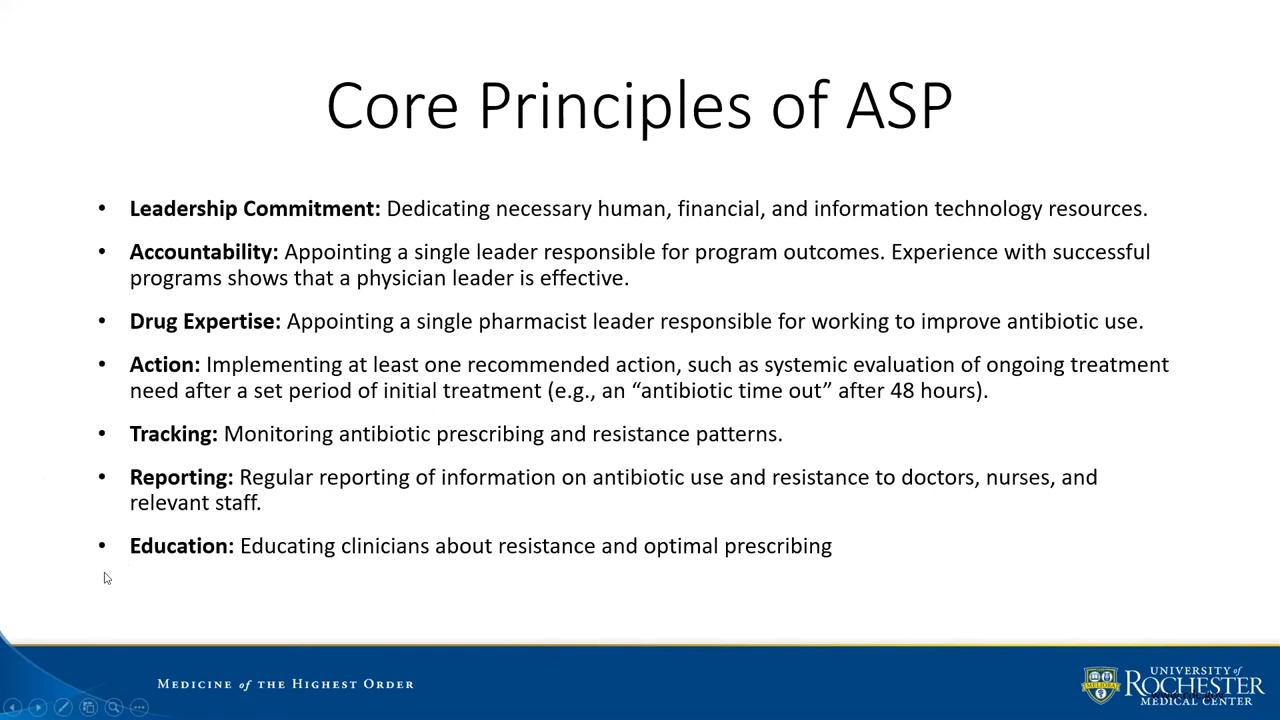 Core Principles of ASP
• Leadership Commitment: Dedicating necessary human, financial, and information technology resources.
• Accountability: Appointing a single leader responsible for program outcomes. Experience with successful
programs shows that a physician leader is effective.
• Drug Expertise: Appointing a single pharmacist leader responsible for working to improve antibiotic use.
• Action: Implementing at least one recommended action, such as systemic evaluation of ongoing treatment
need after a set period of initial treatment (e.g., an “antibiotic time out” after 48 hours).
• Tracking: Monitoring antibiotic prescribing and resistance patterns.
• Reporting: Regular reporting of information on antibiotic use and resistance to doctors, nurses, and
relevant staff.
• Education: Educating clinicians about resistance and optimal prescribing
MEDICINE of THE HIGHEST ORDER
MELIORA
UNIVERSITY of
ROCHESTER
MEDICAL CENTER